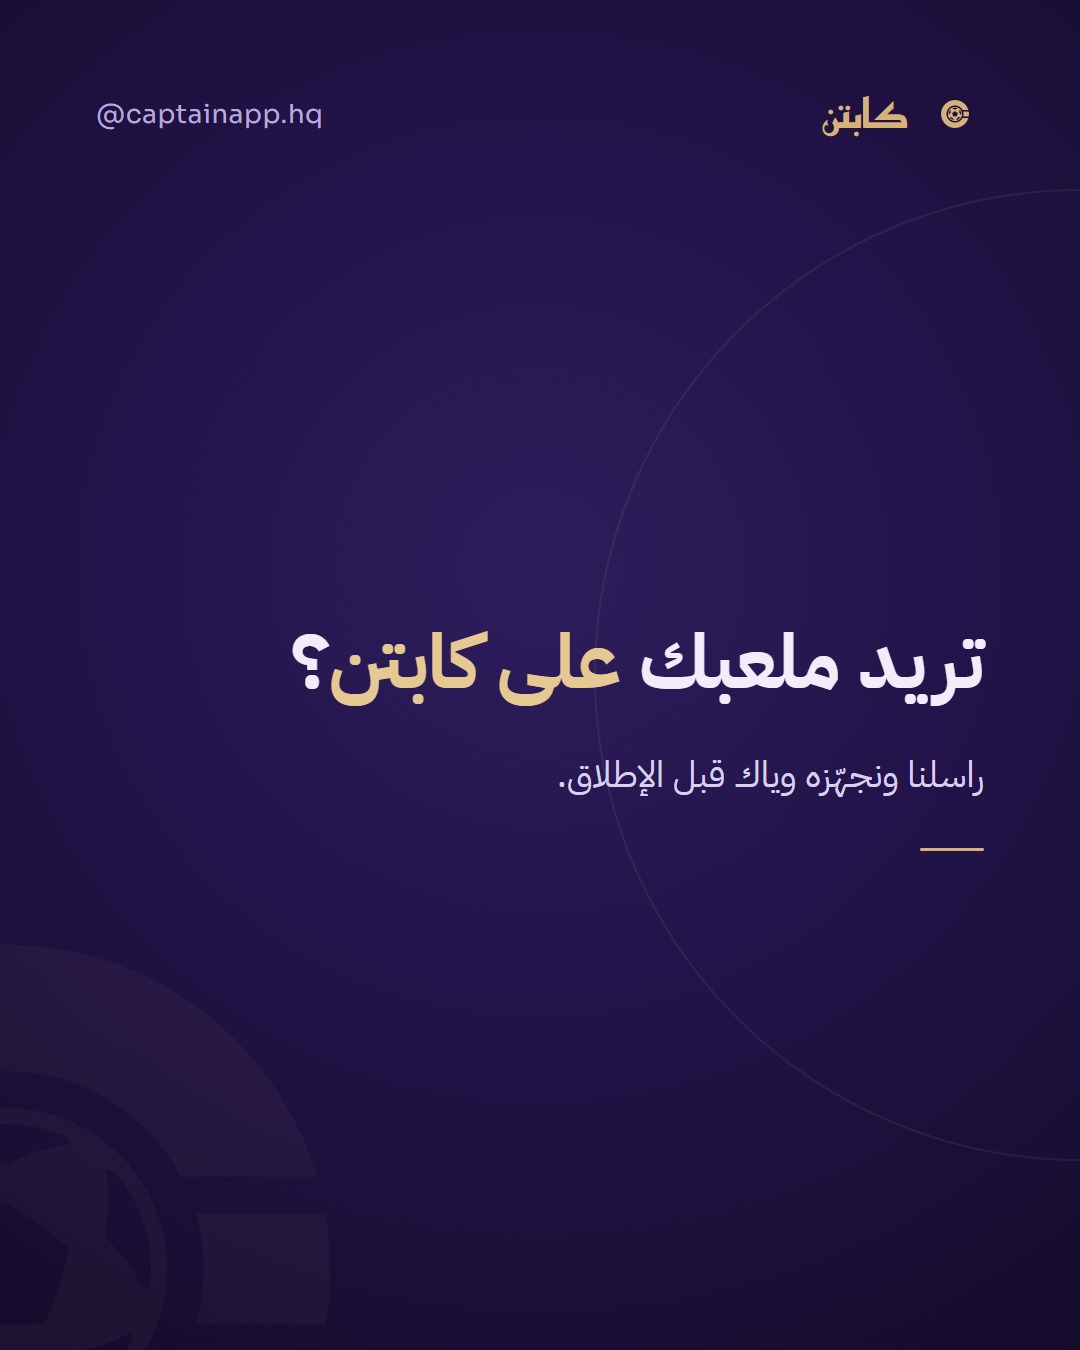 كابتن
@captainapp.hq
تريد ملعبك على كابتن؟
راسلنا ونجهّزه وياك قبل الإطلاق.